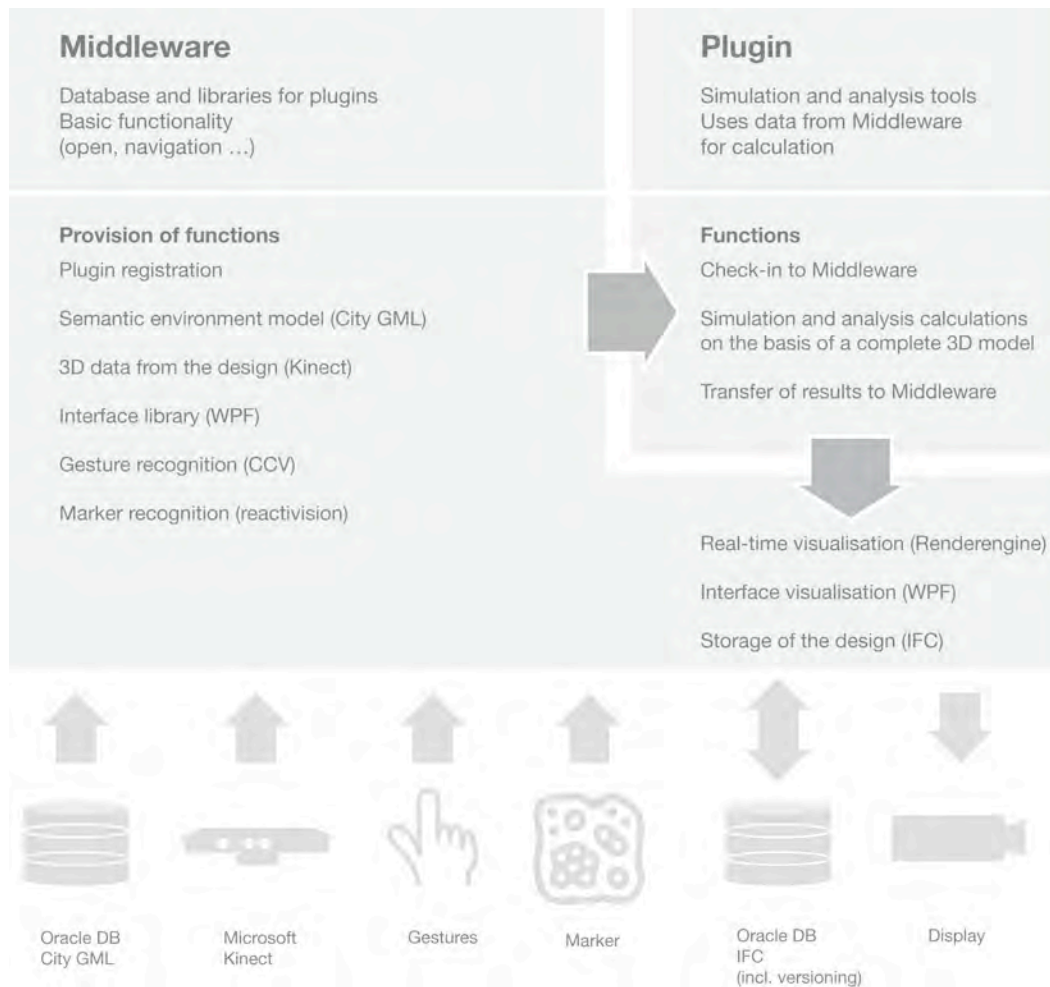 Middleware
Database and libraries for plugins
Basic functionality
(open, navigation …)
Plugin
Simulation and analysis tools
Uses data from Middleware
for calculation
Provision of functions
Plugin registration
Semantic environment model (City GML)
3D data from the design (Kinect)
Interface library (WPF)
Gesture recognition (CCV)
Marker recognition (reactivision)
Functions
Check-in to Middleware
Simulation and analysis calculations
on the basis of a complete 3D model
Transfer of results to Middleware
Real-time visualisation (Renderengine)
Interface visualisation (WPF)
Storage of the design (IFC)
Oracle DB
City GML
Microsoft
Kinect
Gestures
Marker
Oracle DB
IFC
(incl. versioning)
Display